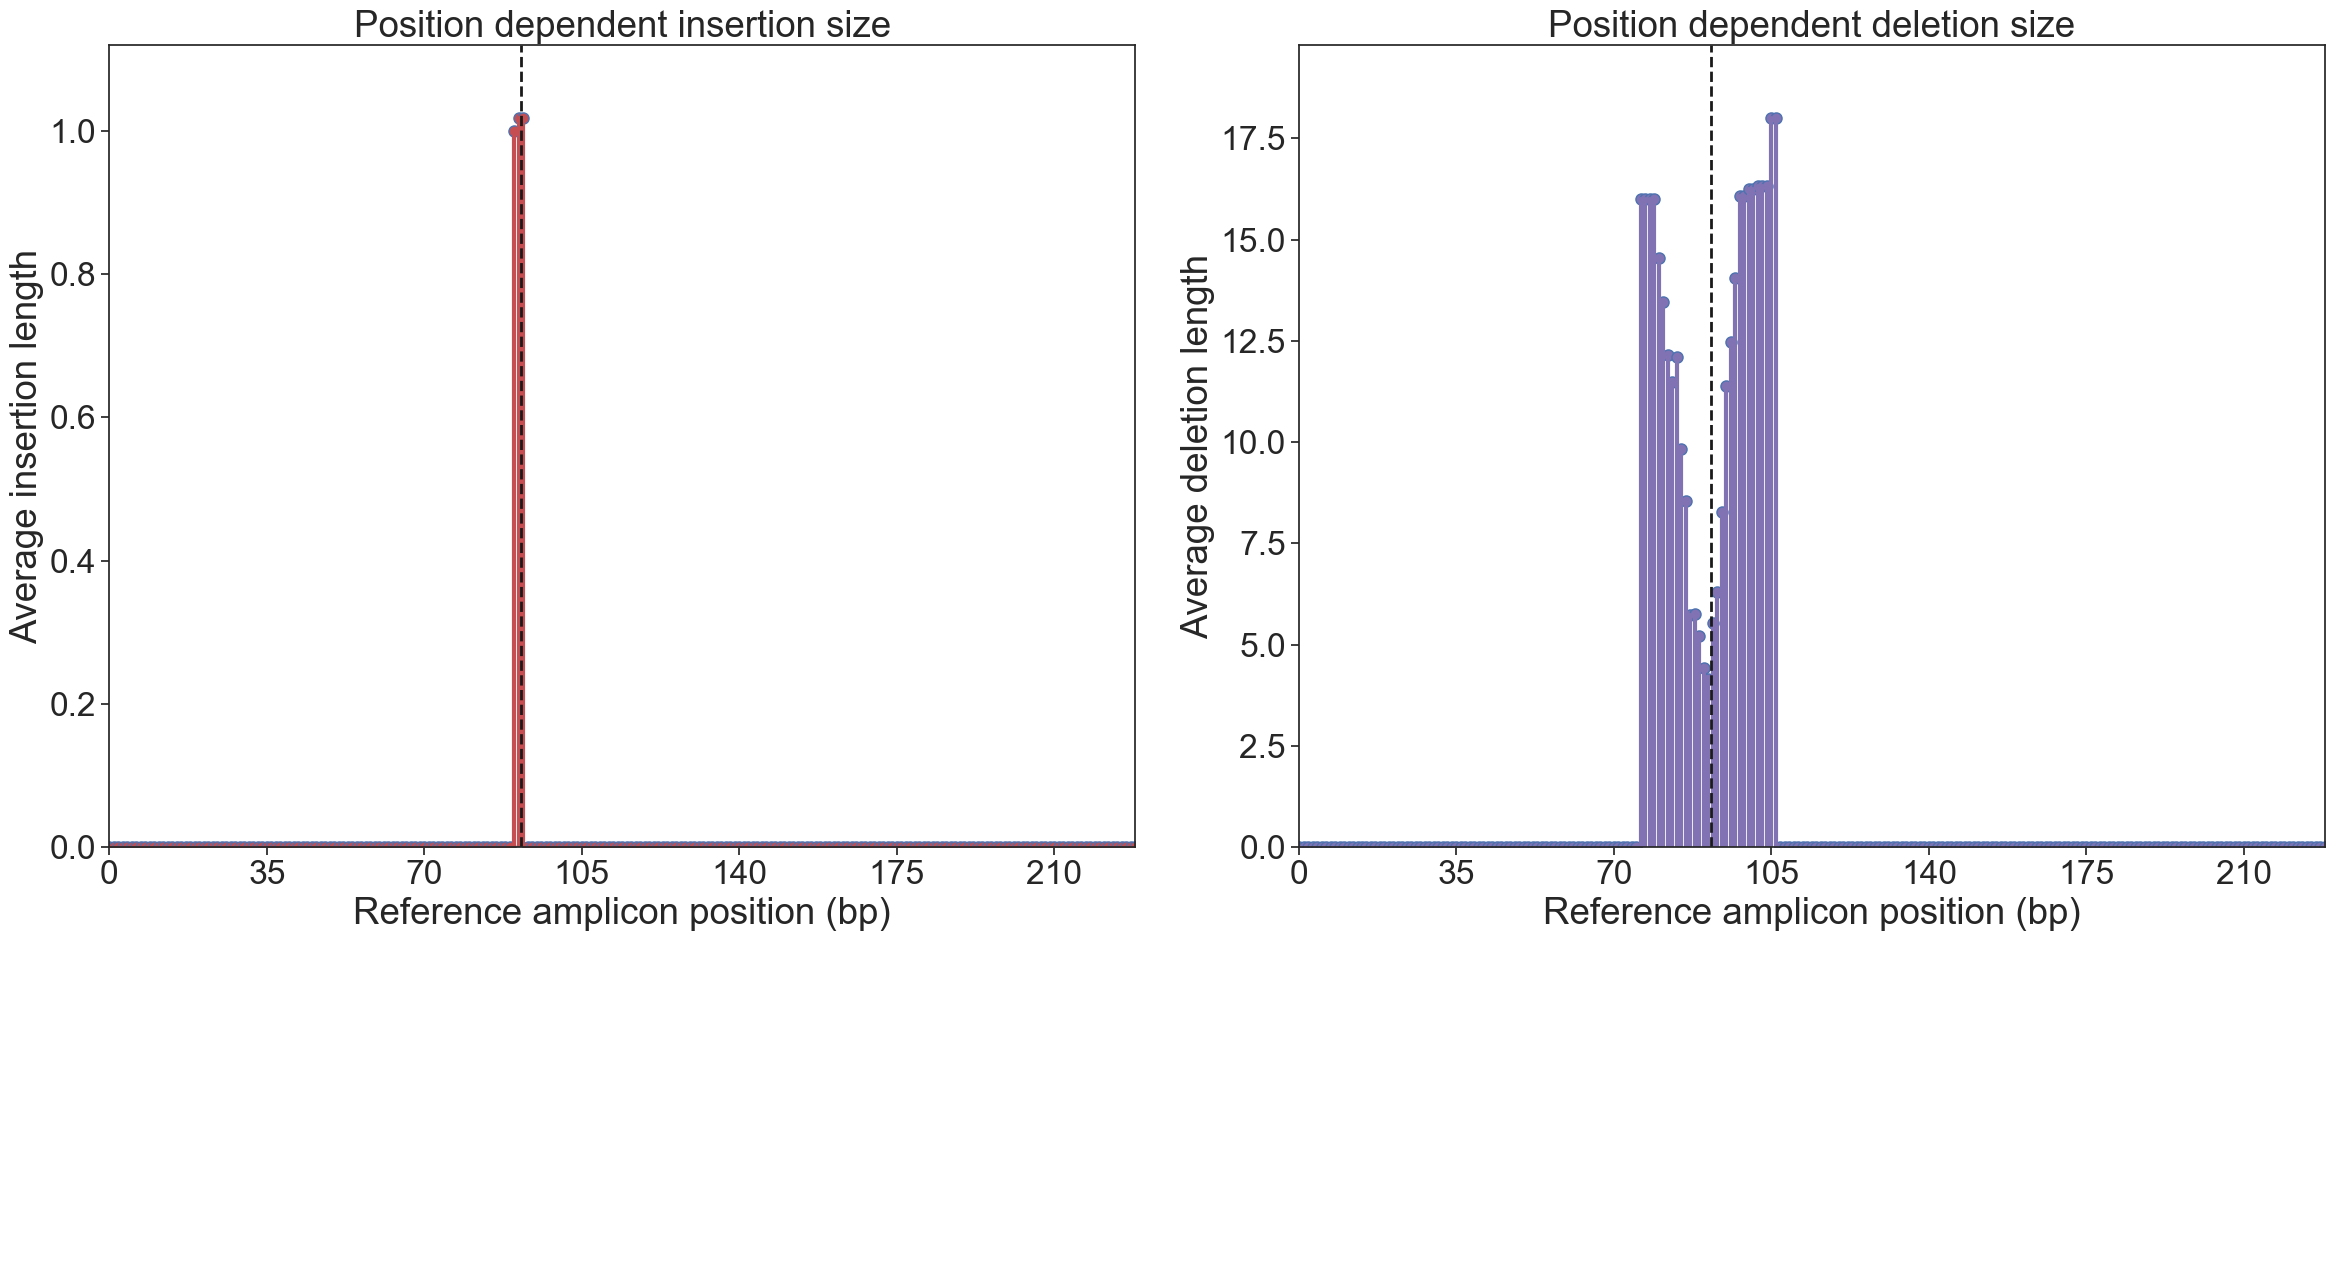 Position dependent insertion size
Average insertion length
1.0
0.8
0.6
0.4
0.2
0.0
0 35 70 105 140 175 210
Reference amplicon position (bp)
Position dependent deletion size
Average deletion length
17.5
15.0
12.5
10.0
7.5
5.0
2.5
0.0
0 35 70 105 140 175 210
Reference amplicon position (bp)